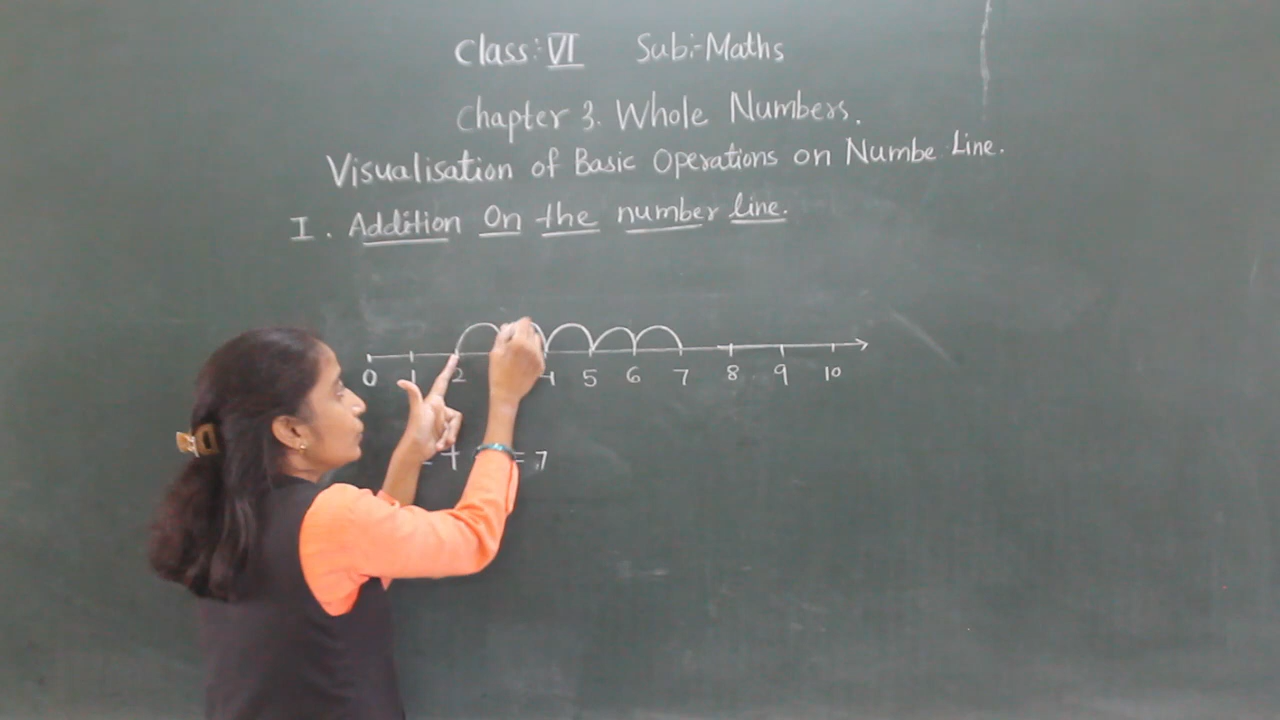 Class:- VI Sub:- Maths
Chapter 3. Whole Numbers.
Visualisation of Basic Operations on Numbe Line.
I. Addition On the number line.
0 1 2 4 5 6 7 8 9 10
+ = 7